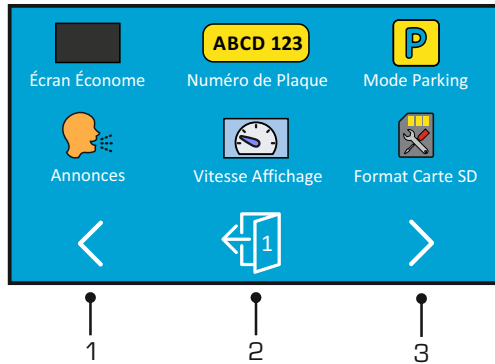 ABCD 123
P
Écran Économe Numéro de Plaque Mode Parking
Annonces Vitesse Affichage Format Carte SD
1
1 2 3